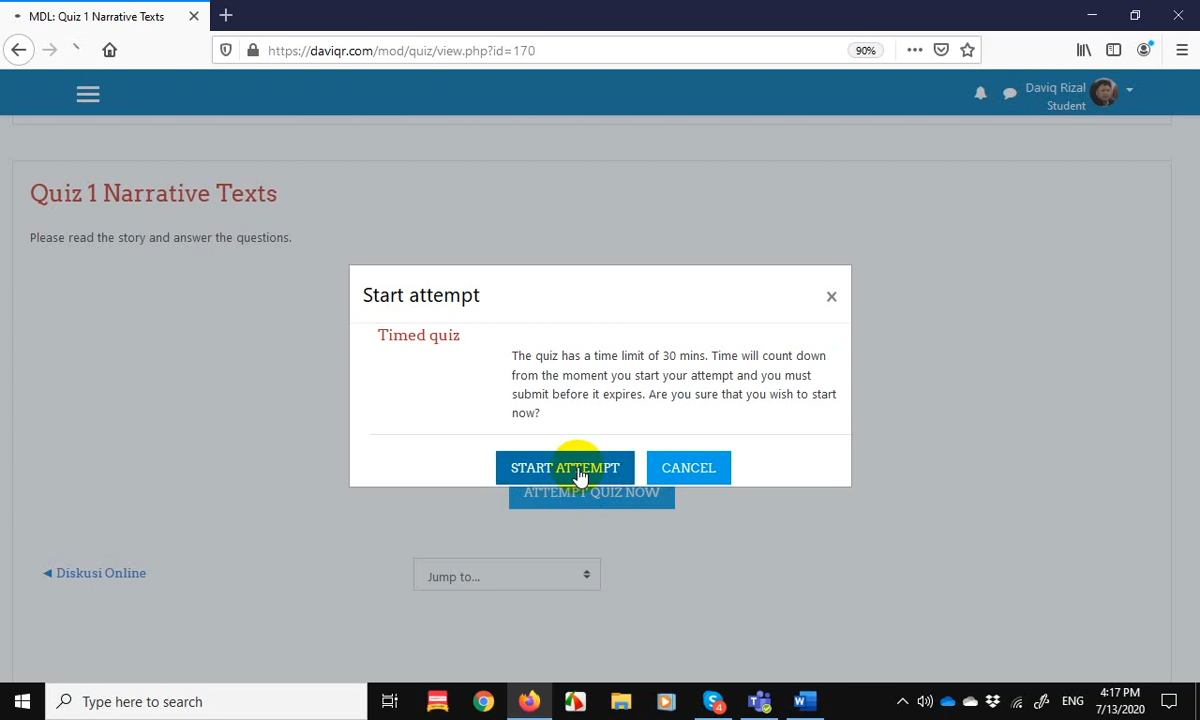 MDL: Quiz 1 Narrative Texts
https://daviqr.com/mod/quiz/view.php?id=170
90%
Daviq Rizal
Student
Quiz 1 Narrative Texts
Please read the story and answer the questions.
Start attempt
Timed quiz
The quiz has a time limit of 30 mins. Time will count down
from the moment you start your attempt and you must
submit before it expires. Are you sure that you wish to start
now?
START ATTEMPT
CANCEL
ATTEMPT QUIZ NOW
◄ Diskusi Online
Jump to...
Type here to search
4
ENG
4:17 PM
7/13/2020